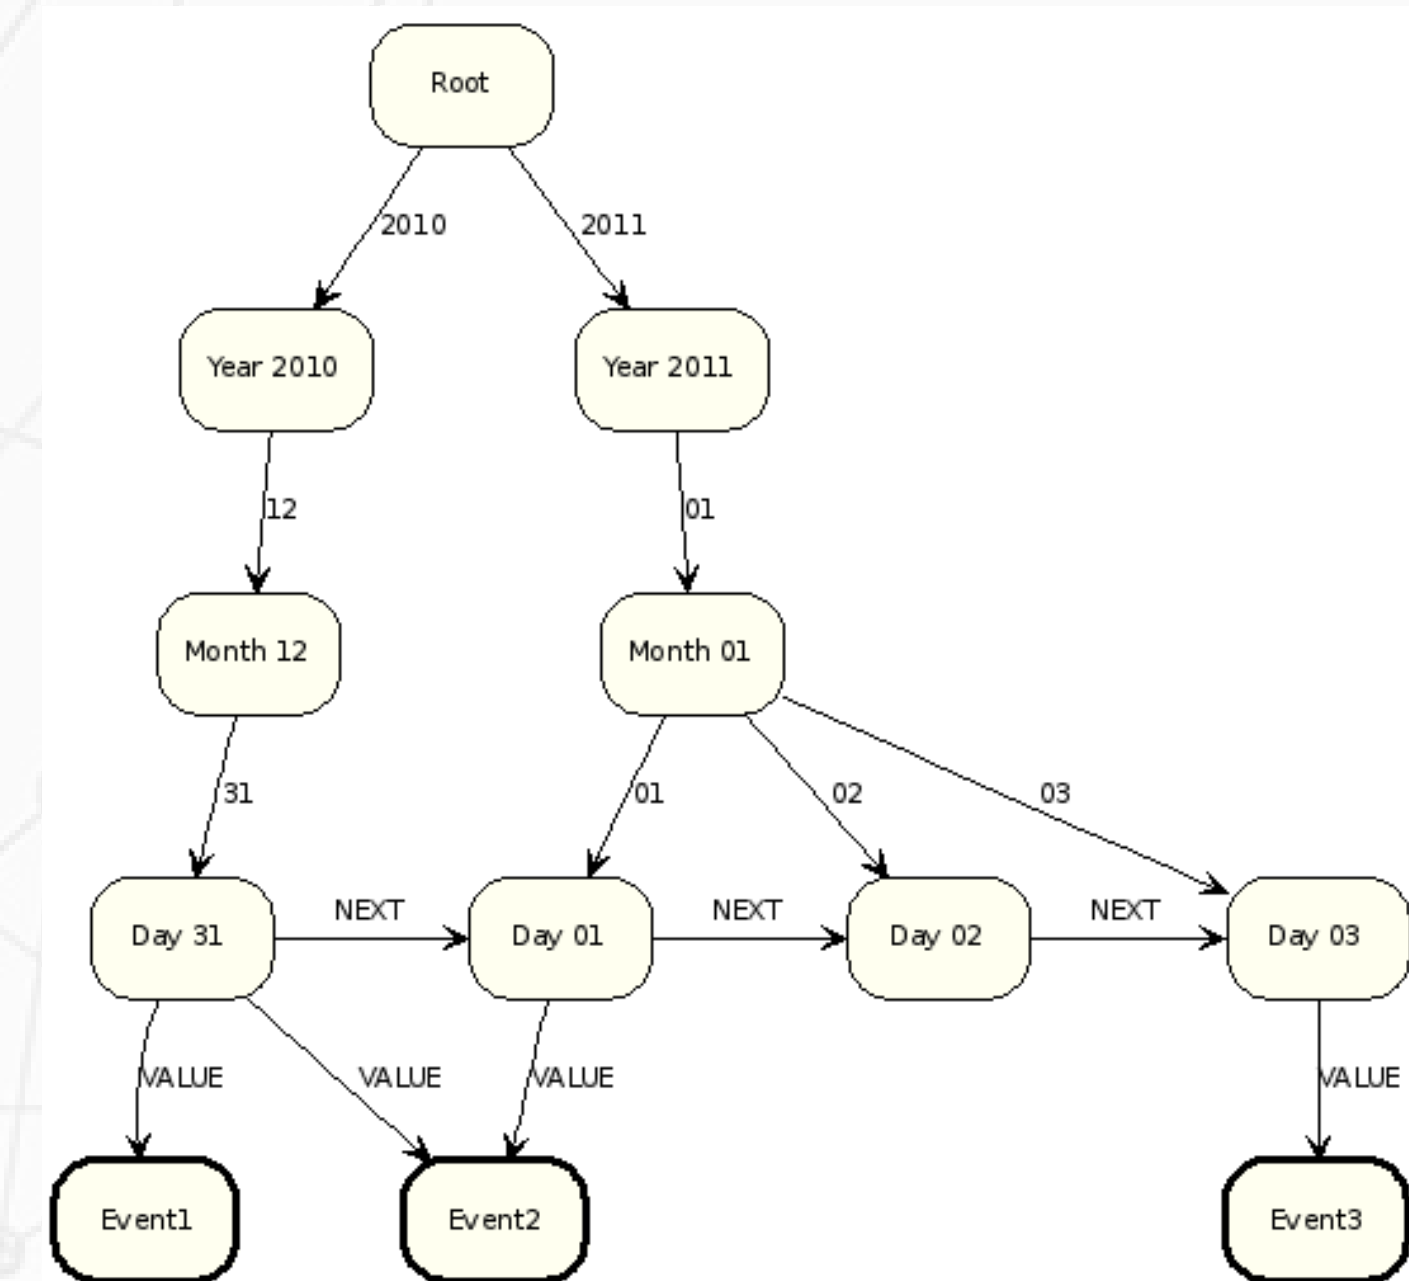 Root
2010
2011
Year 2010
Year 2011
12
01
Month 12
Month 01
31
01
02
03
NEXT
NEXT
NEXT
Day 31
Day 01
Day 02
Day 03
VALUE
VALUE
VALUE
VALUE
Event1
Event2
Event3